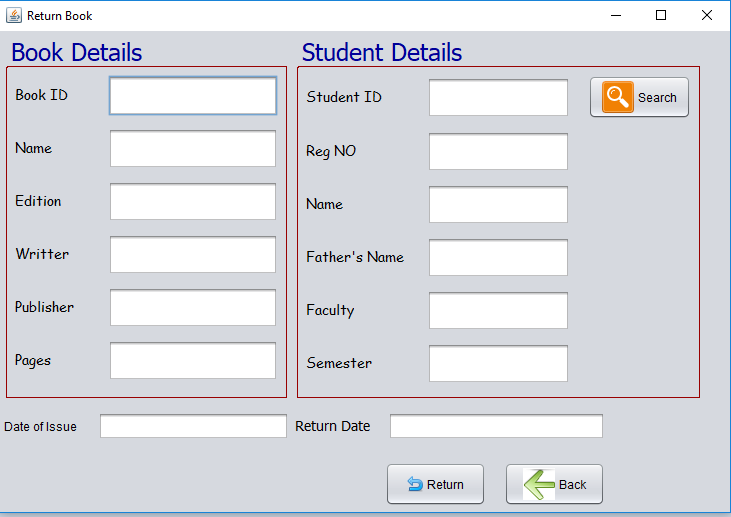 Return Book
Book Details
Book ID
Name
Edition
Writter
Publisher
Pages
Student Details
Student ID
Search
Reg NO
Name
Father's Name
Faculty
Semester
Date of Issue
Return Date
Return
Back